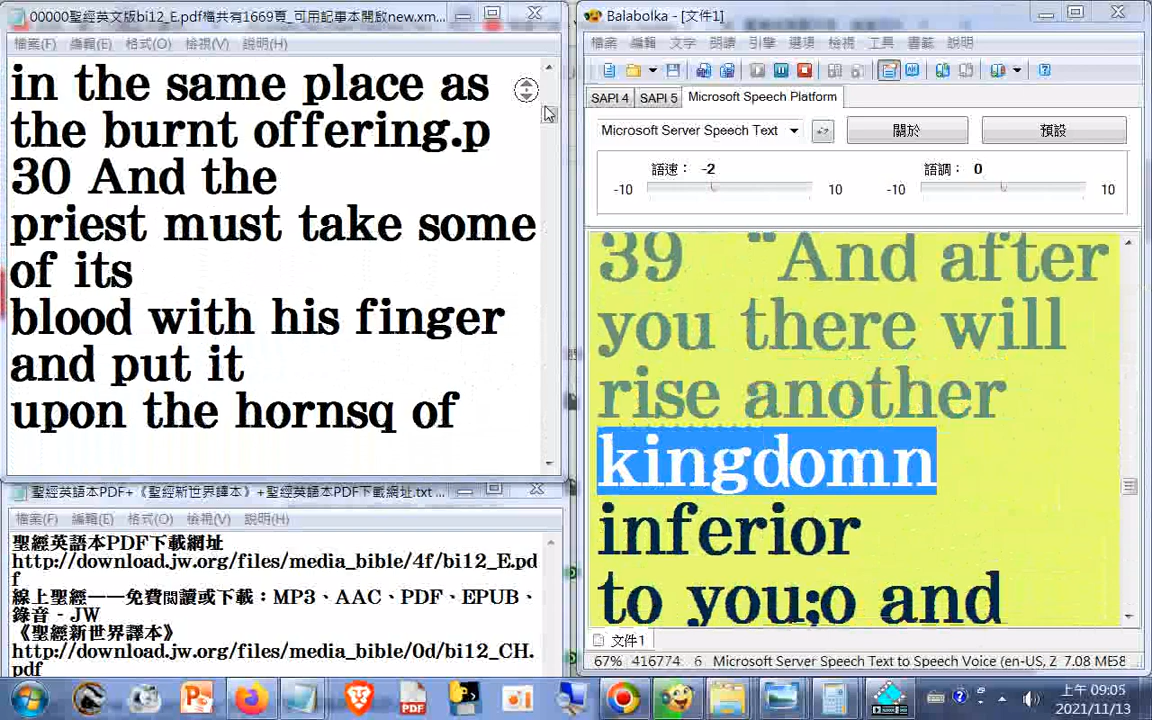 00000聖經英文版bi12_E.pdf檔共有1669頁_可用記事本開啟new.xm...
檔案(F) 編輯(E) 格式(O) 檢視(V) 說明(H)
in the same place as
the burnt offering.p
30 And the
priest must take some
of its
blood with his finger
and put it
upon the hornsq of
聖經英語本PDF+《聖經新世界譯本》+聖經英語本PDF下載網址.txt ...
檔案(F) 編輯(E) 格式(O) 檢視(V) 說明(H)
聖經英語本PDF下載網址
http://download.jw.org/files/media_bible/4f/bi12_E.pd
f
線上聖經——免費閱讀或下載：MP3、AAC、PDF、EPUB、
錄音 - JW
《聖經新世界譯本》
http://download.jw.org/files/media_bible/0d/bi12_CH.
pdf
Balabolka - [文件1]
檔案 編輯 文字 朗讀 引擎 選項 檢視 工具 書籤 說明
SAPI 4 SAPI 5 Microsoft Speech Platform
Microsoft Server Speech Text 關於 預設
語速： -2 語調： 0
-10 10 -10 10
39 "And after
you there will
rise another
kingdomn
inferior
to you;o and
文件1
67% 416774 6 Microsoft Server Speech Text to Speech Voice (en-US, Z 7.08 ME58
上午 09:05
2021/11/13